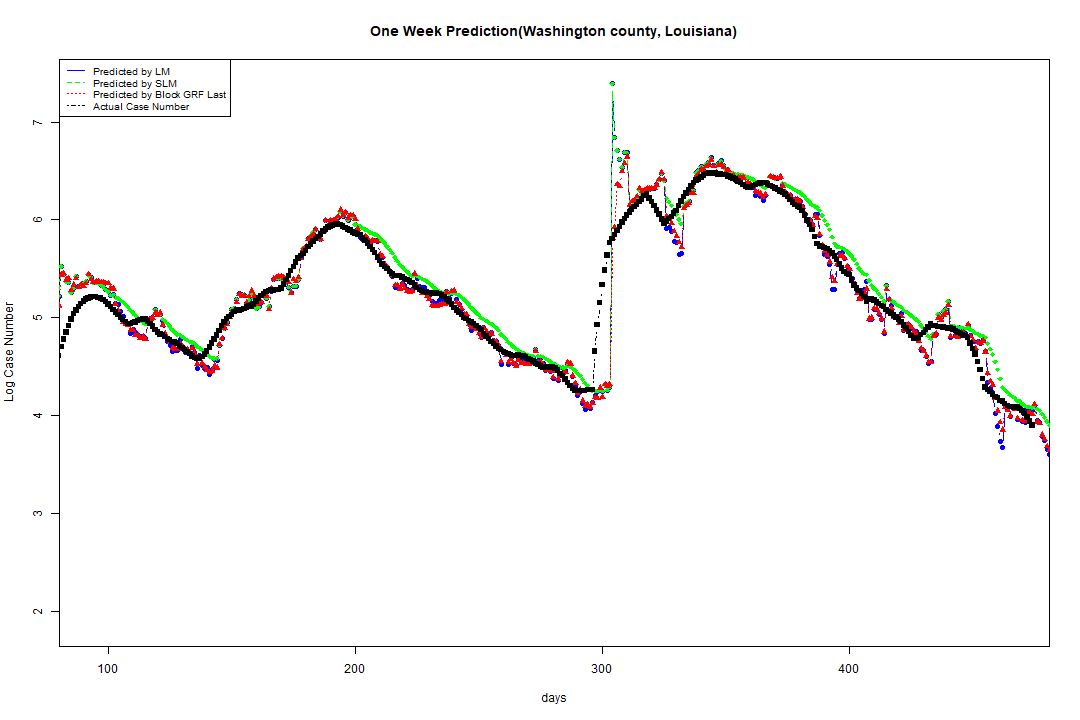 One Week Prediction(Washington county, Louisiana)
Predicted by LM
Predicted by SLM
Predicted by Block GRF Last
Actual Case Number
7
6
5
4
3
2
Log Case Number
100 200 300 400
days